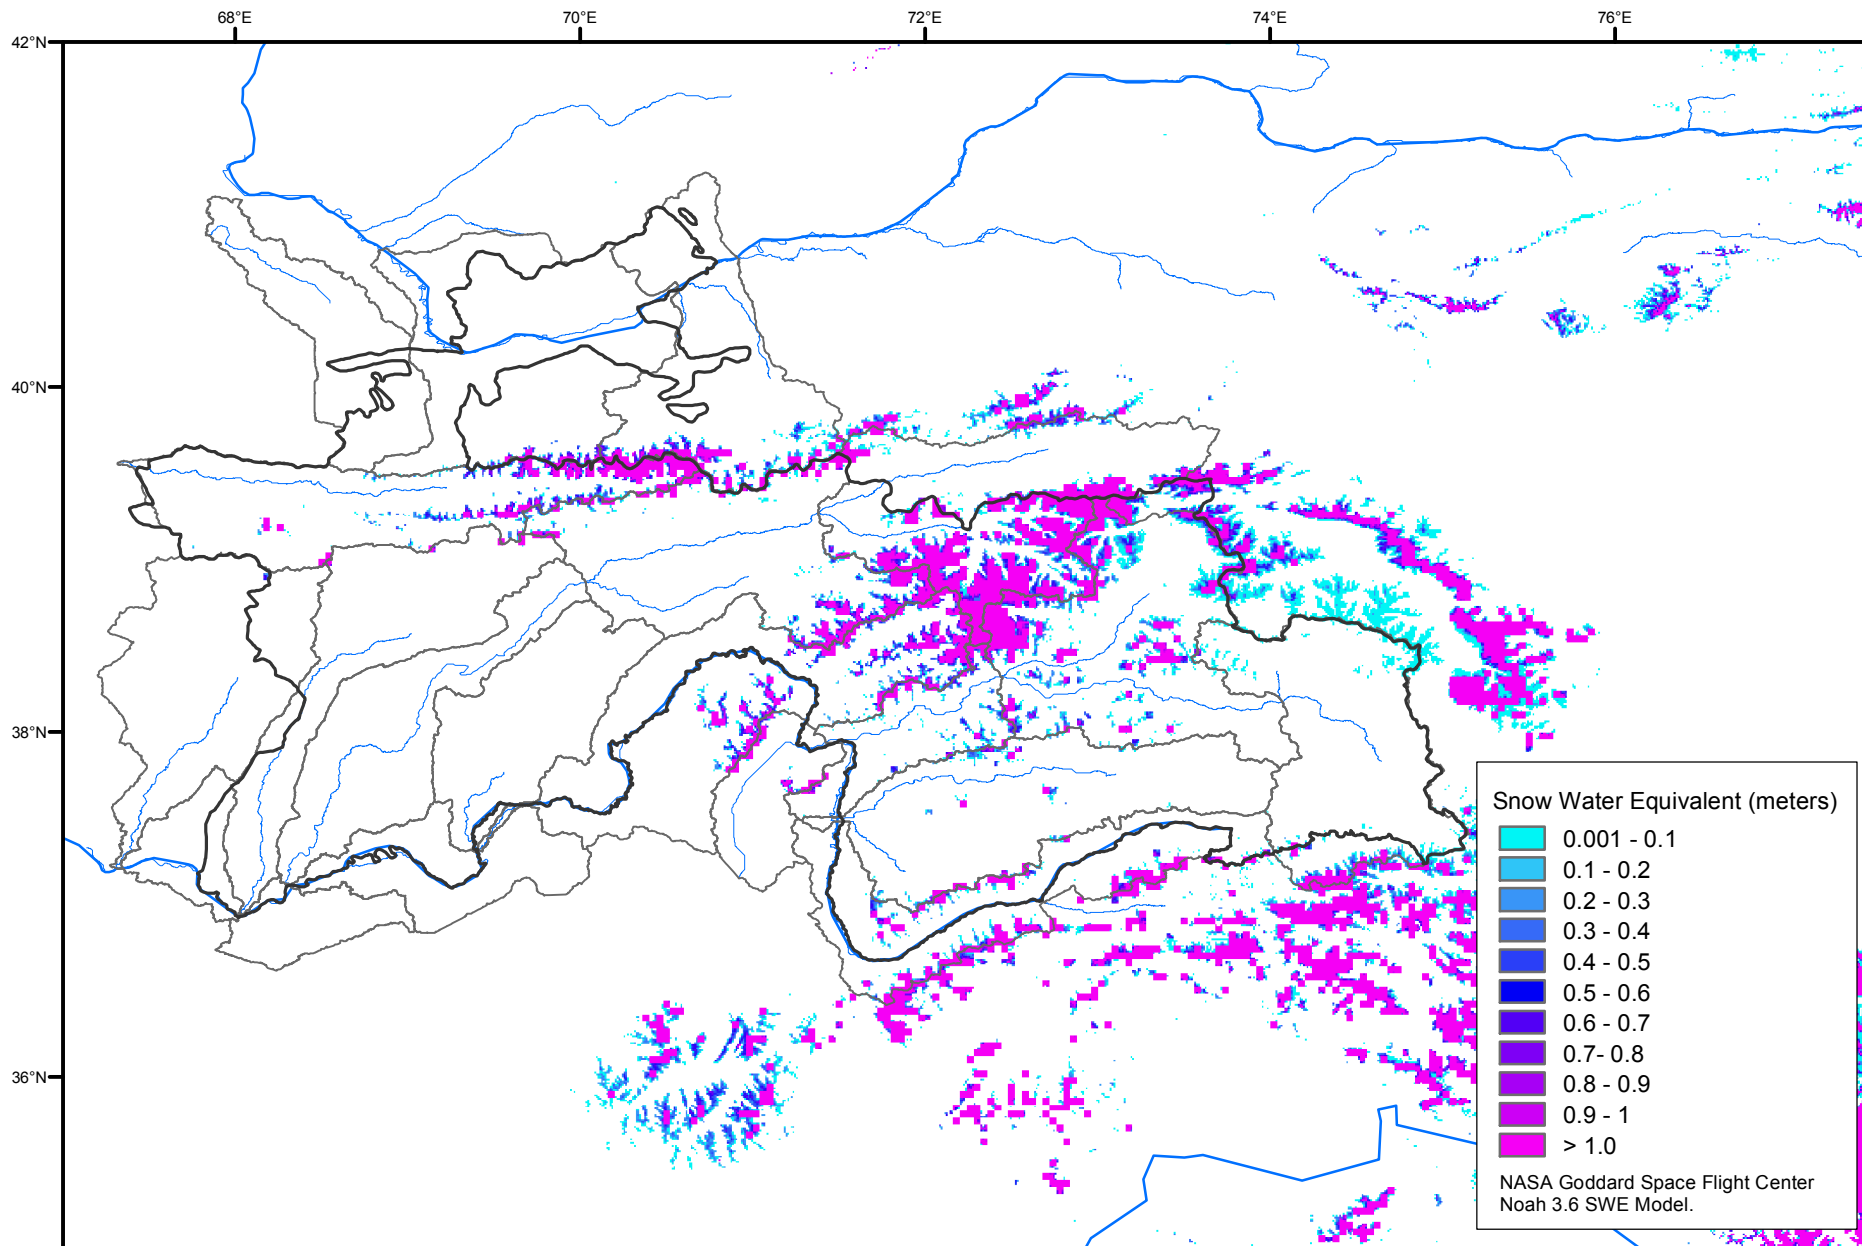 68°E
70°E
72°E
74°E
76°E
42°N
40°N
38°N
36°N
Snow Water Equivalent (meters)
0.001 - 0.1
0.1 - 0.2
0.2 - 0.3
0.3 - 0.4
0.4 - 0.5
0.5 - 0.6
0.6 - 0.7
0.7- 0.8
0.8 - 0.9
0.9 - 1
> 1.0
NASA Goddard Space Flight Center
Noah 3.6 SWE Model.